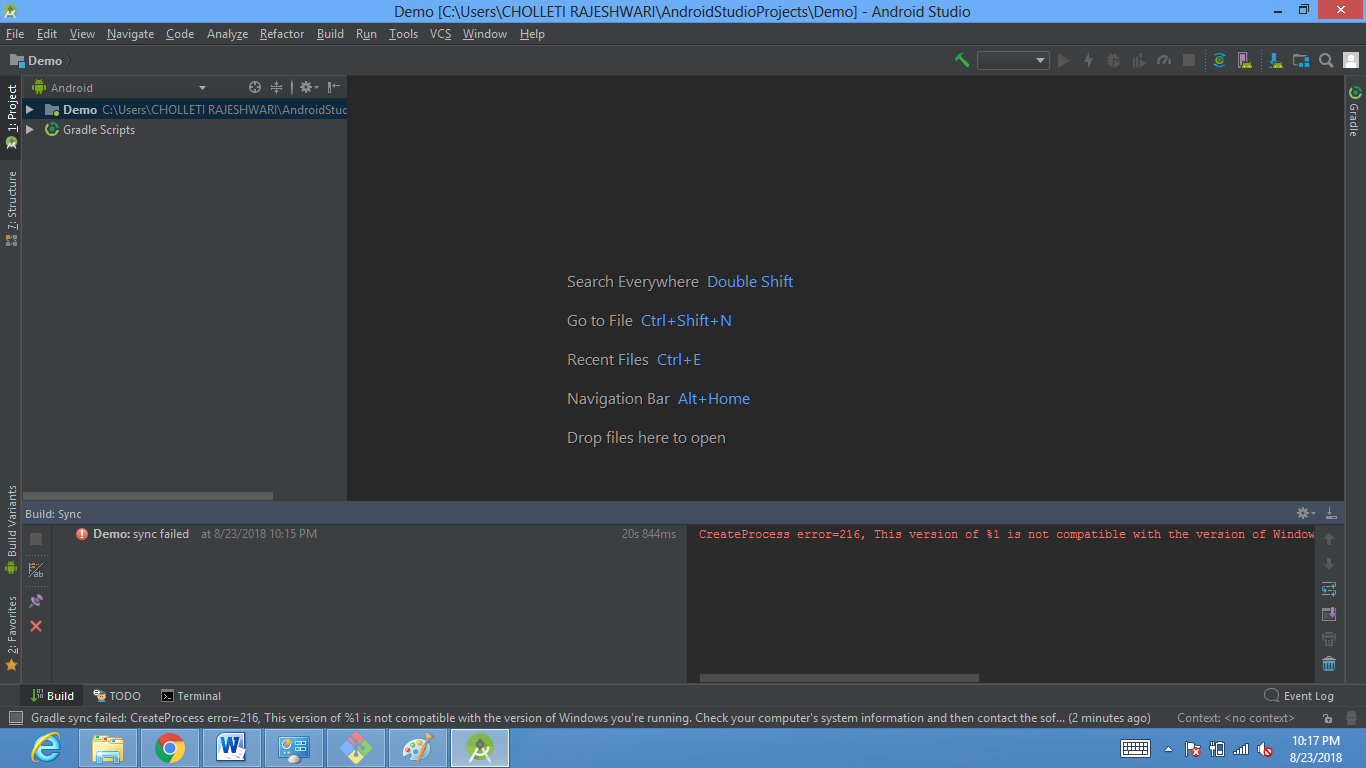 Demo [C:\Users\CHOLLETI RAJESHWARI\AndroidStudioProjects\Demo] - Android Studio
File Edit View Navigate Code Analyze Refactor Build Run Tools VCS Window Help
Demo
1: Project
7: Structure
Build Variants
2: Favorites
Android
Demo C:\Users\CHOLLETI RAJESHWARI\AndroidStud
Gradle Scripts
Gradle
Search Everywhere Double Shift
Go to File Ctrl+Shift+N
Recent Files Ctrl+E
Navigation Bar Alt+Home
Drop files here to open
Build: Sync
Demo: sync failed at 8/23/2018 10:15 PM 20s 844ms
CreateProcess error=216, This version of %1 is not compatible with the version of Window
Build TODO Terminal Event Log
Gradle sync failed: CreateProcess error=216, This version of %1 is not compatible with the version of Windows you're running. Check your computer's system information and then contact the sof... (2 minutes ago) Context: <no context>
10:17 PM
8/23/2018